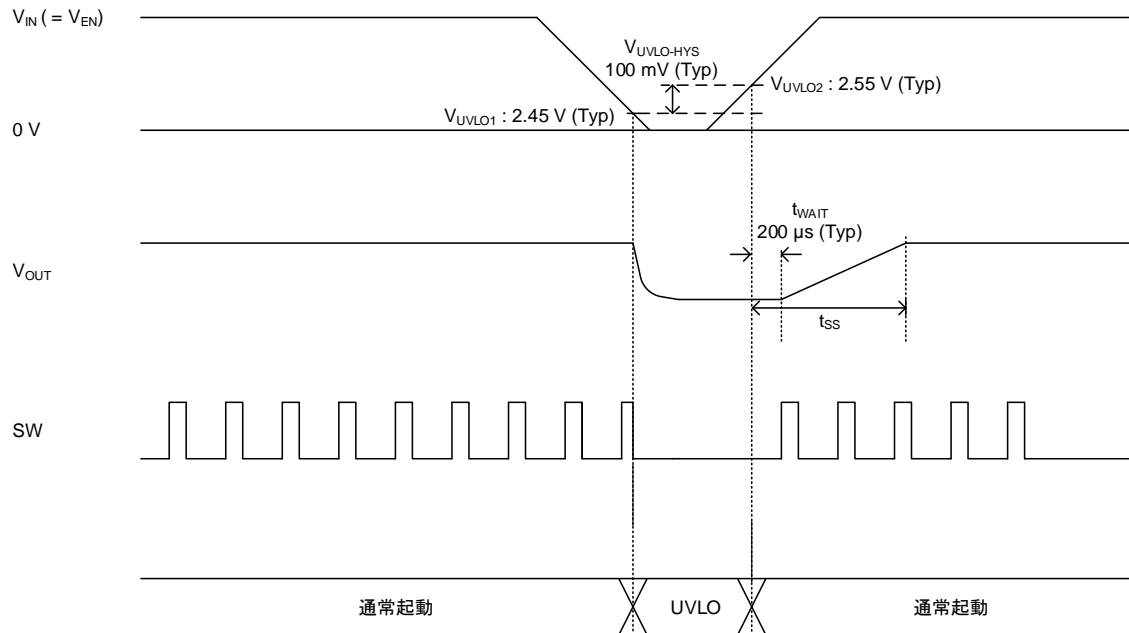 V_IN ( = V_EN)
V_UVLO-HYS
100 mV (Typ)
V_UVLO2 : 2.55 V (Typ)
V_UVLO1 : 2.45 V (Typ)
0 V
t_WAIT
200 µs (Typ)
V_OUT
t_SS
SW
通常起動
UVLO
通常起動